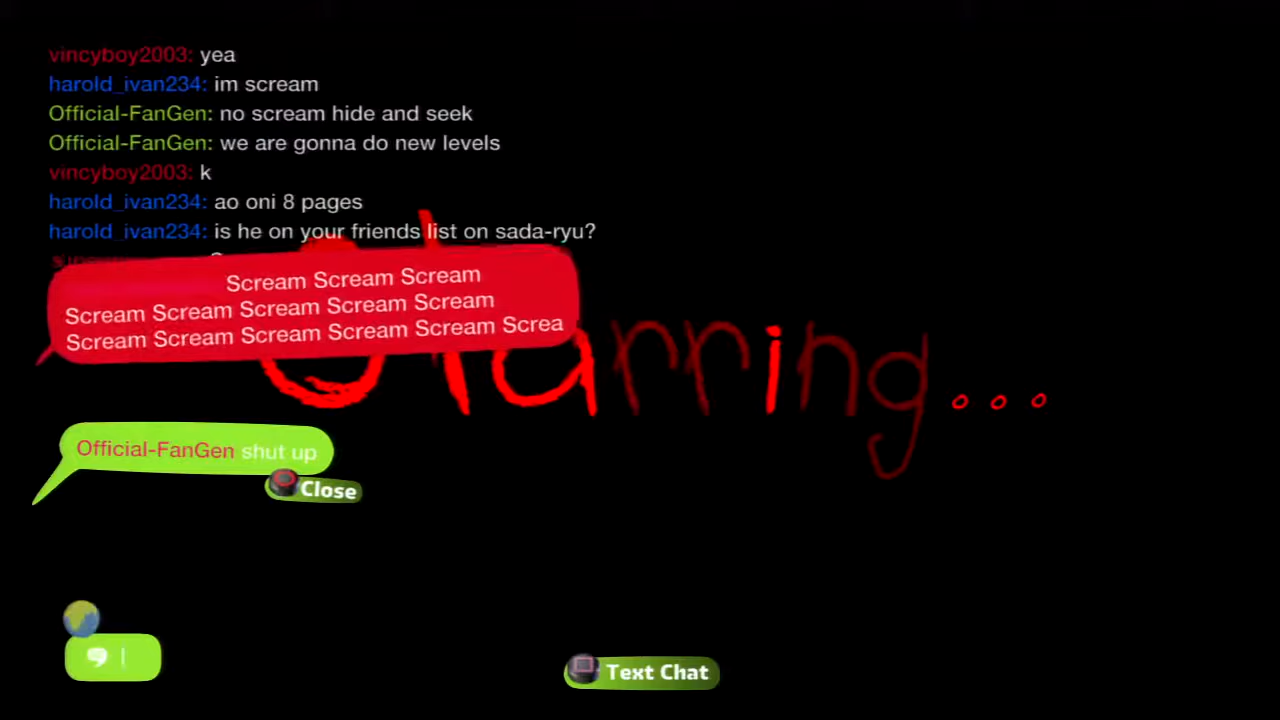 vincyboy2003: yea
harold_ivan234: im scream
Official-FanGen: no scream hide and seek
Official-FanGen: we are gonna do new levels
vincyboy2003: k
harold_ivan234: ao oni 8 pages
harold_ivan234: is he on your friends list on sada-ryu?
Scream Scream Scream
Scream Scream Scream Scream Scream
Scream Scream Scream Scream Scream Screa
Starring...
Official-FanGen shut up
Close
Text Chat